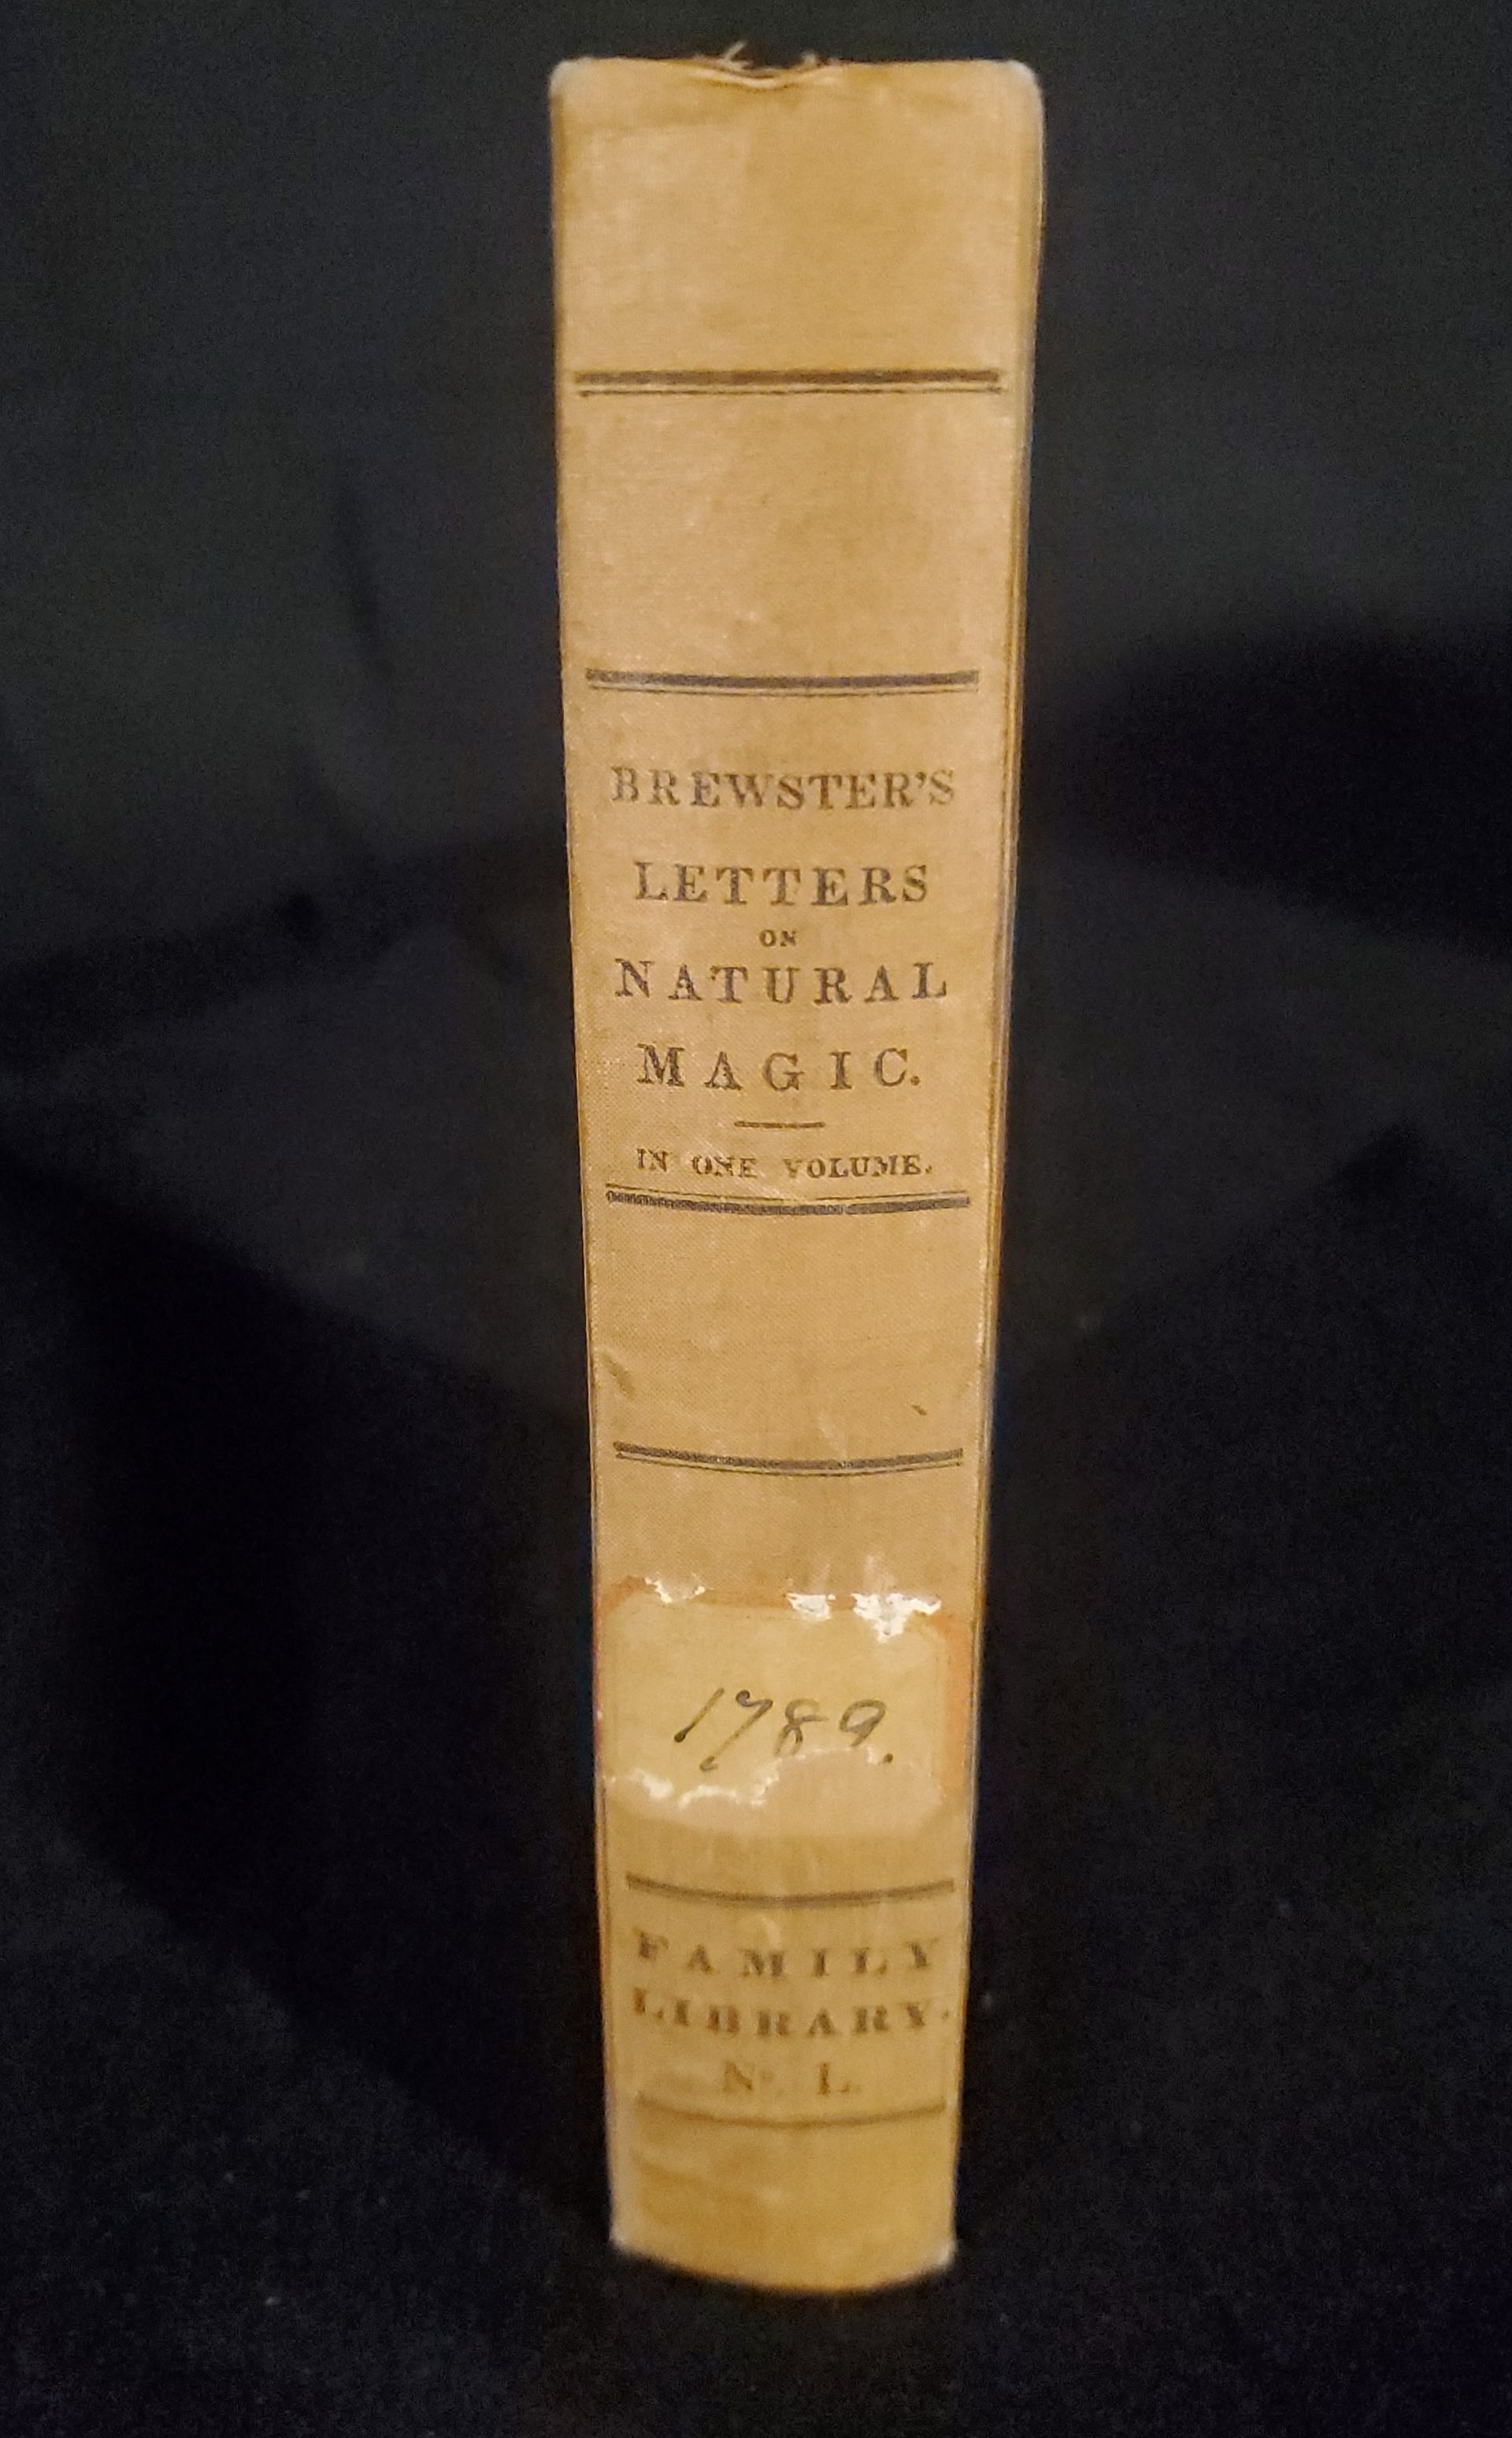 BREWSTER'S
LETTERS
ON
NATURAL
MAGIC.
IN ONE VOLUME.
1789.
FAMILY
LIBRARY.
No. L.